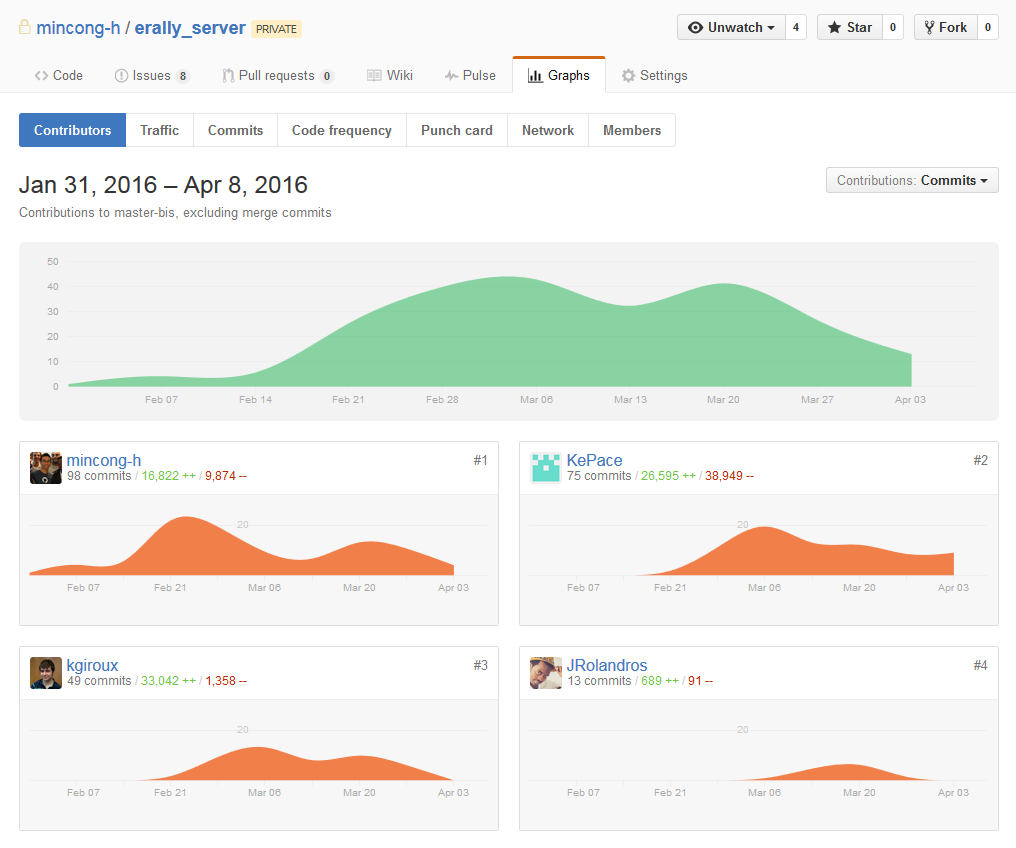 mincong-h / erally_server PRIVATE Unwatch 4 Star 0 Fork 0
Code Issues 8 Pull requests 0 Wiki Pulse Graphs Settings
Contributors Traffic Commits Code frequency Punch card Network Members
Jan 31, 2016 – Apr 8, 2016 Contributions: Commits
Contributions to master-bis, excluding merge commits
50
40
30
20
10
0
Feb 07 Feb 14 Feb 21 Feb 28 Mar 06 Mar 13 Mar 20 Mar 27 Apr 03
mincong-h #1
98 commits / 16,822 ++ / 9,874 --
20
Feb 07 Feb 21 Mar 06 Mar 20 Apr 03
KePace #2
75 commits / 26,595 ++ / 38,949 --
20
Feb 07 Feb 21 Mar 06 Mar 20 Apr 03
kgiroux #3
49 commits / 33,042 ++ / 1,358 --
20
Feb 07 Feb 21 Mar 06 Mar 20 Apr 03
JRolandros #4
13 commits / 689 ++ / 91 --
20
Feb 07 Feb 21 Mar 06 Mar 20 Apr 03